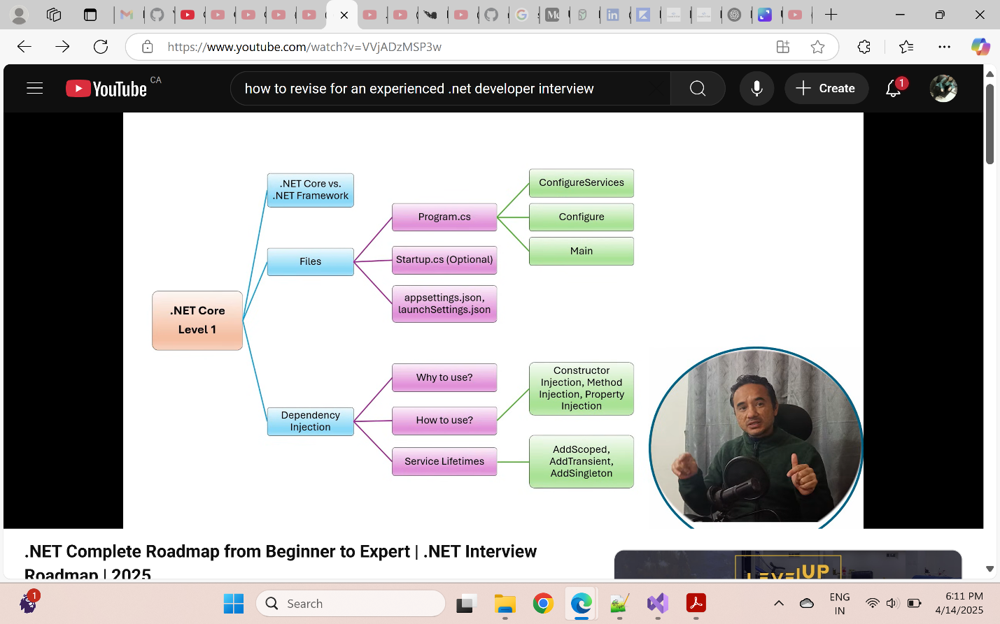 https://www.youtube.com/watch?v=VVjADzMSP3w
YouTube CA
how to revise for an experienced .net developer interview
Create
1
.NET Core vs.
.NET Framework
Files
.NET Core
Level 1
Dependency
Injection
Program.cs
Startup.cs (Optional)
appsettings.json,
launchSettings.json
Why to use?
How to use?
Service Lifetimes
ConfigureServices
Configure
Main
Constructor
Injection, Method
Injection, Property
Injection
AddScoped,
AddTransient,
AddSingleton
.NET Complete Roadmap from Beginner to Expert | .NET Interview
Roadmap | 2025
LEVELUP
1
Search
ENG
IN
6:11 PM
4/14/2025